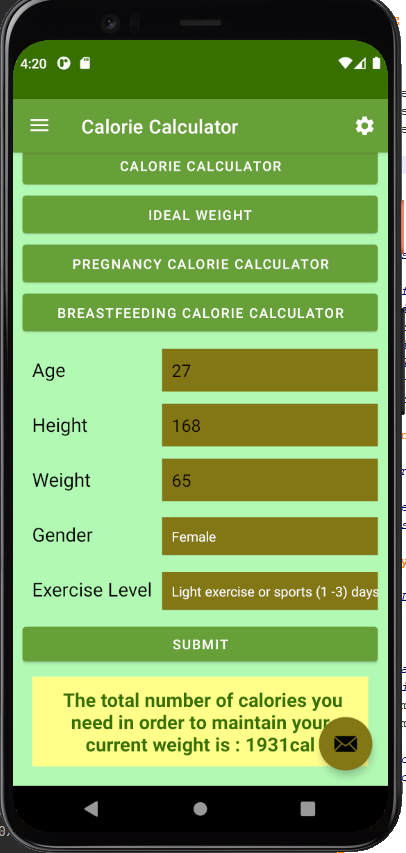 4:20
Calorie Calculator
CALORIE CALCULATOR
IDEAL WEIGHT
PREGNANCY CALORIE CALCULATOR
BREASTFEEDING CALORIE CALCULATOR
Age 27
Height 168
Weight 65
Gender Female
Exercise Level Light exercise or sports (1 -3) days
SUBMIT
The total number of calories you
need in order to maintain your
current weight is : 1931cal